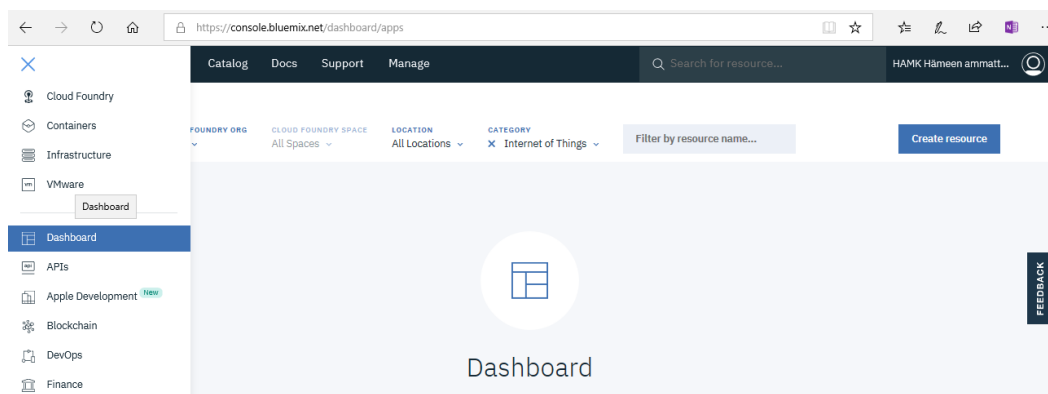 https://console.bluemix.net/dashboard/apps
Catalog Docs Support Manage Search for resource... HAMK Hämeen ammatt...
Cloud Foundry
Containers
Infrastructure
vm VMware
Dashboard
Dashboard
API APIs
Apple Development New
Blockchain
DevOps
Finance
FOUNDRY ORG CLOUD FOUNDRY SPACE LOCATION CATEGORY
All Spaces All Locations Internet of Things Filter by resource name... Create resource
Dashboard
FEEDBACK